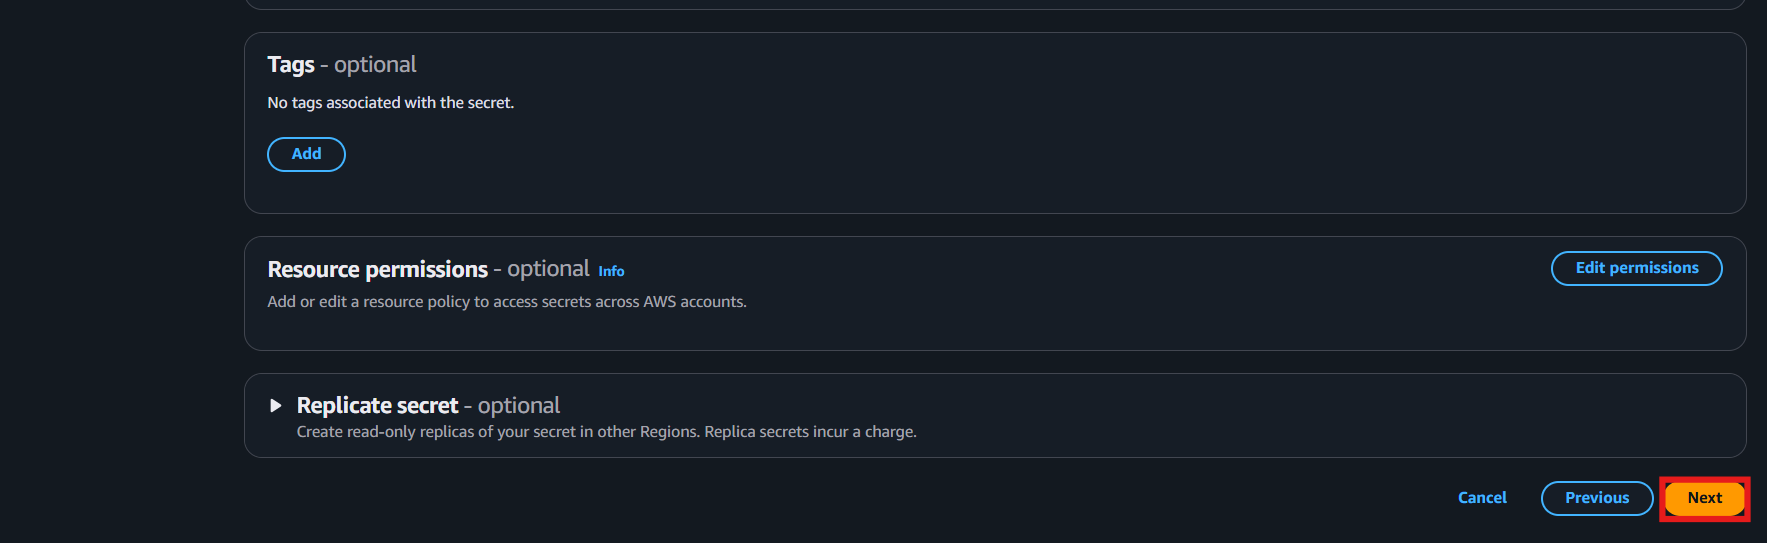 Tags - optional
No tags associated with the secret.
Add
Resource permissions - optional Info
Edit permissions
Add or edit a resource policy to access secrets across AWS accounts.
Replicate secret - optional
Create read-only replicas of your secret in other Regions. Replica secrets incur a charge.
Cancel
Previous
Next